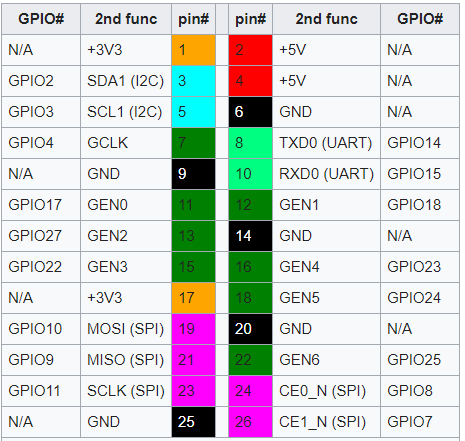 GPIO# 2nd func pin# pin# 2nd func GPIO#
N/A +3V3 1 2 +5V N/A
GPIO2 SDA1 (I2C) 3 4 +5V N/A
GPIO3 SCL1 (I2C) 5 6 GND N/A
GPIO4 GCLK 7 8 TXD0 (UART) GPIO14
N/A GND 9 10 RXD0 (UART) GPIO15
GPIO17 GEN0 11 12 GEN1 GPIO18
GPIO27 GEN2 13 14 GND N/A
GPIO22 GEN3 15 16 GEN4 GPIO23
N/A +3V3 17 18 GEN5 GPIO24
GPIO10 MOSI (SPI) 19 20 GND N/A
GPIO9 MISO (SPI) 21 22 GEN6 GPIO25
GPIO11 SCLK (SPI) 23 24 CE0_N (SPI) GPIO8
N/A GND 25 26 CE1_N (SPI) GPIO7